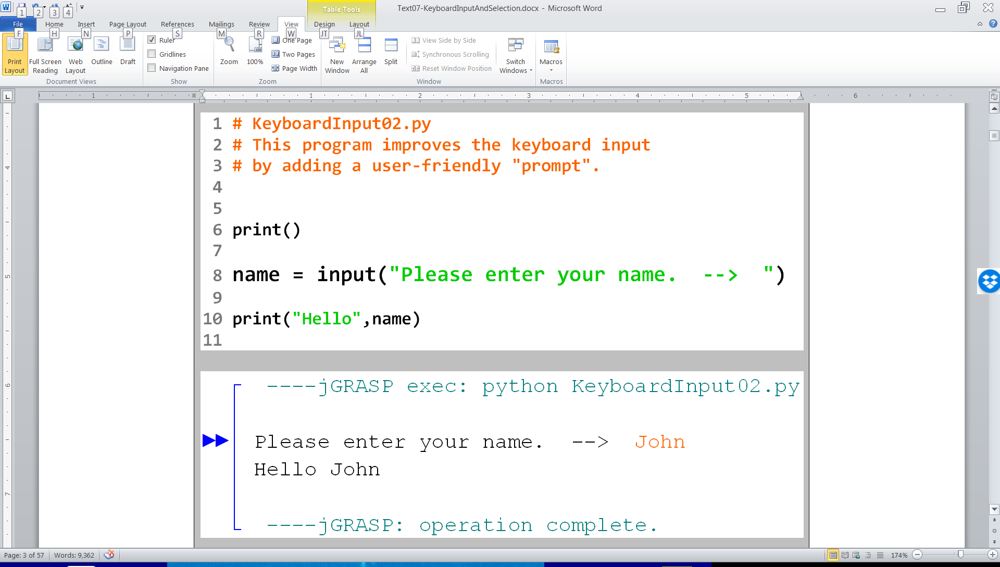 1 2 3 4
Table Tools
Text07-KeyboardInputAndSelection.docx - Microsoft Word
File Home Insert Page Layout References Mailings Review View Design Layout
F H N P S M R W JT JL
Print Layout
Full Screen Reading
Web Layout
Outline
Draft
Document Views
Ruler
Gridlines
Navigation Pane
Show
Zoom
100%
One Page
Two Pages
Page Width
Zoom
New Window
Arrange All
Split
View Side by Side
Synchronous Scrolling
Reset Window Position
Switch Windows
Window
Macros
Macros
L
1 1 2 3 4 5 6
4
5
6
7
1 # KeyboardInput02.py
2 # This program improves the keyboard input
3 # by adding a user-friendly "prompt".
4
5
6 print()
7
8 name = input("Please enter your name.  -->  ")
9
10 print("Hello",name)
11
----jGRASP exec: python KeyboardInput02.py
Please enter your name.  -->  John
Hello John
----jGRASP: operation complete.
Page: 3 of 57 Words: 9,362 174%